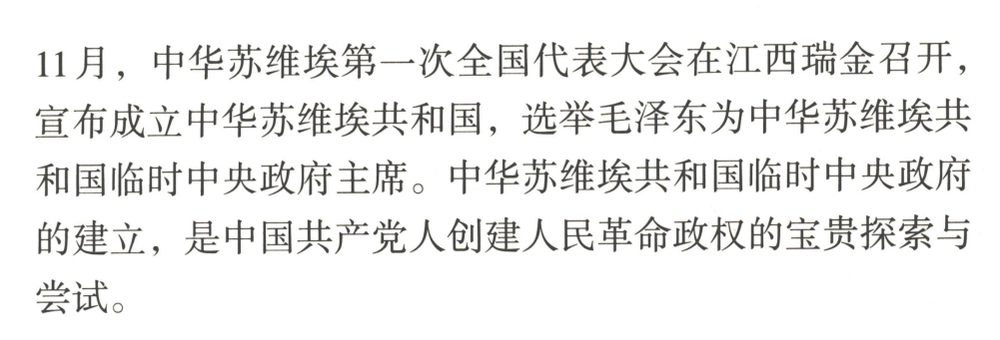 11月，中华苏维埃第一次全国代表大会在江西瑞金召开，
宣布成立中华苏维埃共和国，选举毛泽东为中华苏维埃共
和国临时中央政府主席。中华苏维埃共和国临时中央政府
的建立，是中国共产党人创建人民革命政权的宝贵探索与
尝试。